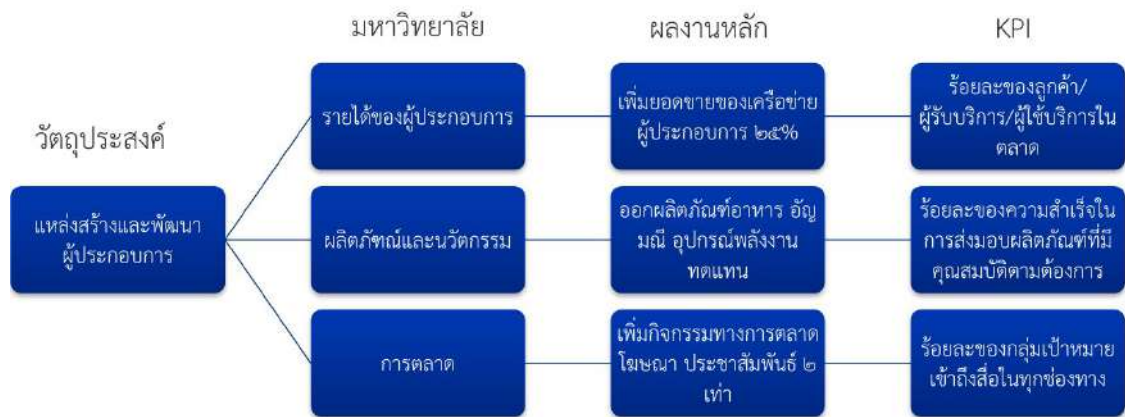 มหาวิทยาลัย
ผลงานหลัก
KPI
วัตถุประสงค์
แหล่งสร้างและพัฒนา
ผู้ประกอบการ
รายได้ของผู้ประกอบการ
เพิ่มยอดขายของเครือข่าย
ผู้ประกอบการ ๒๕%
ร้อยละของลูกค้า/
ผู้รับบริการ/ผู้ใช้บริการใน
ตลาด
ผลิตภัฑณ์และนวัตกรรม
ออกผลิตภัณฑ์อาหาร อัญ
มณี อุปกรณ์พลังงาน
ทดแทน
ร้อยละของความสำเร็จใน
การส่งมอบผลิตภัณฑ์ที่มี
คุณสมบัติตามต้องการ
การตลาด
เพิ่มกิจกรรมทางการตลาด
โฆษณา ประชาสัมพันธ์ ๒
เท่า
ร้อยละของกลุ่มเป้าหมาย
เข้าถึงสื่อในทุกช่องทาง